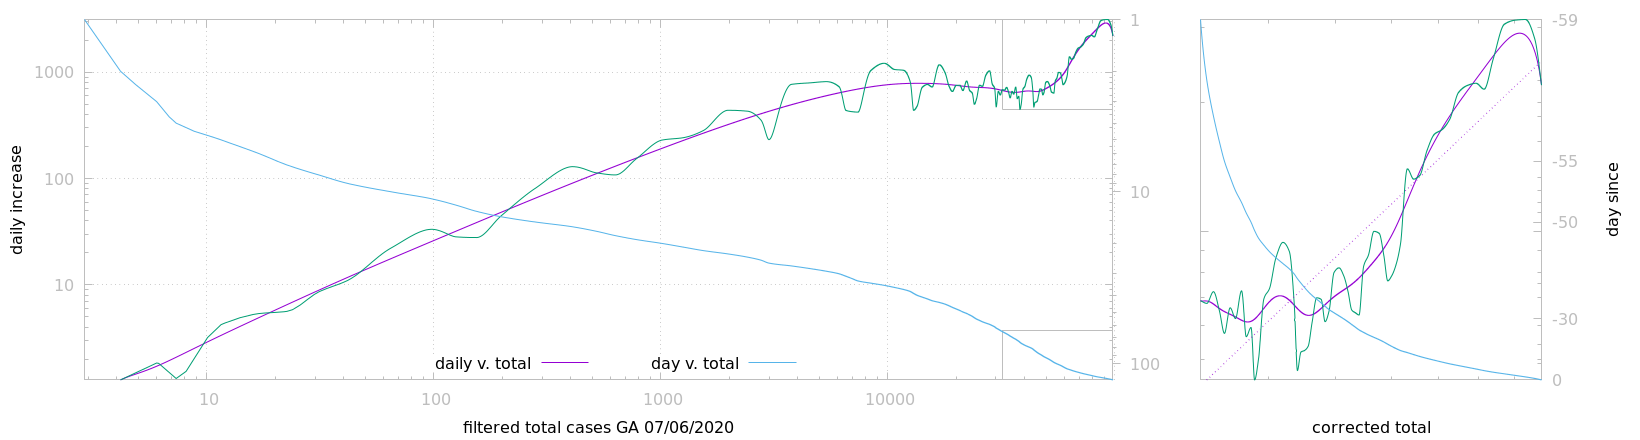 1
-59
1000
daily increase
100
10
-55
10
-50
day since
-30
daily v. total
day v. total
100
0
10
100
1000
10000
filtered total cases GA 07/06/2020
corrected total